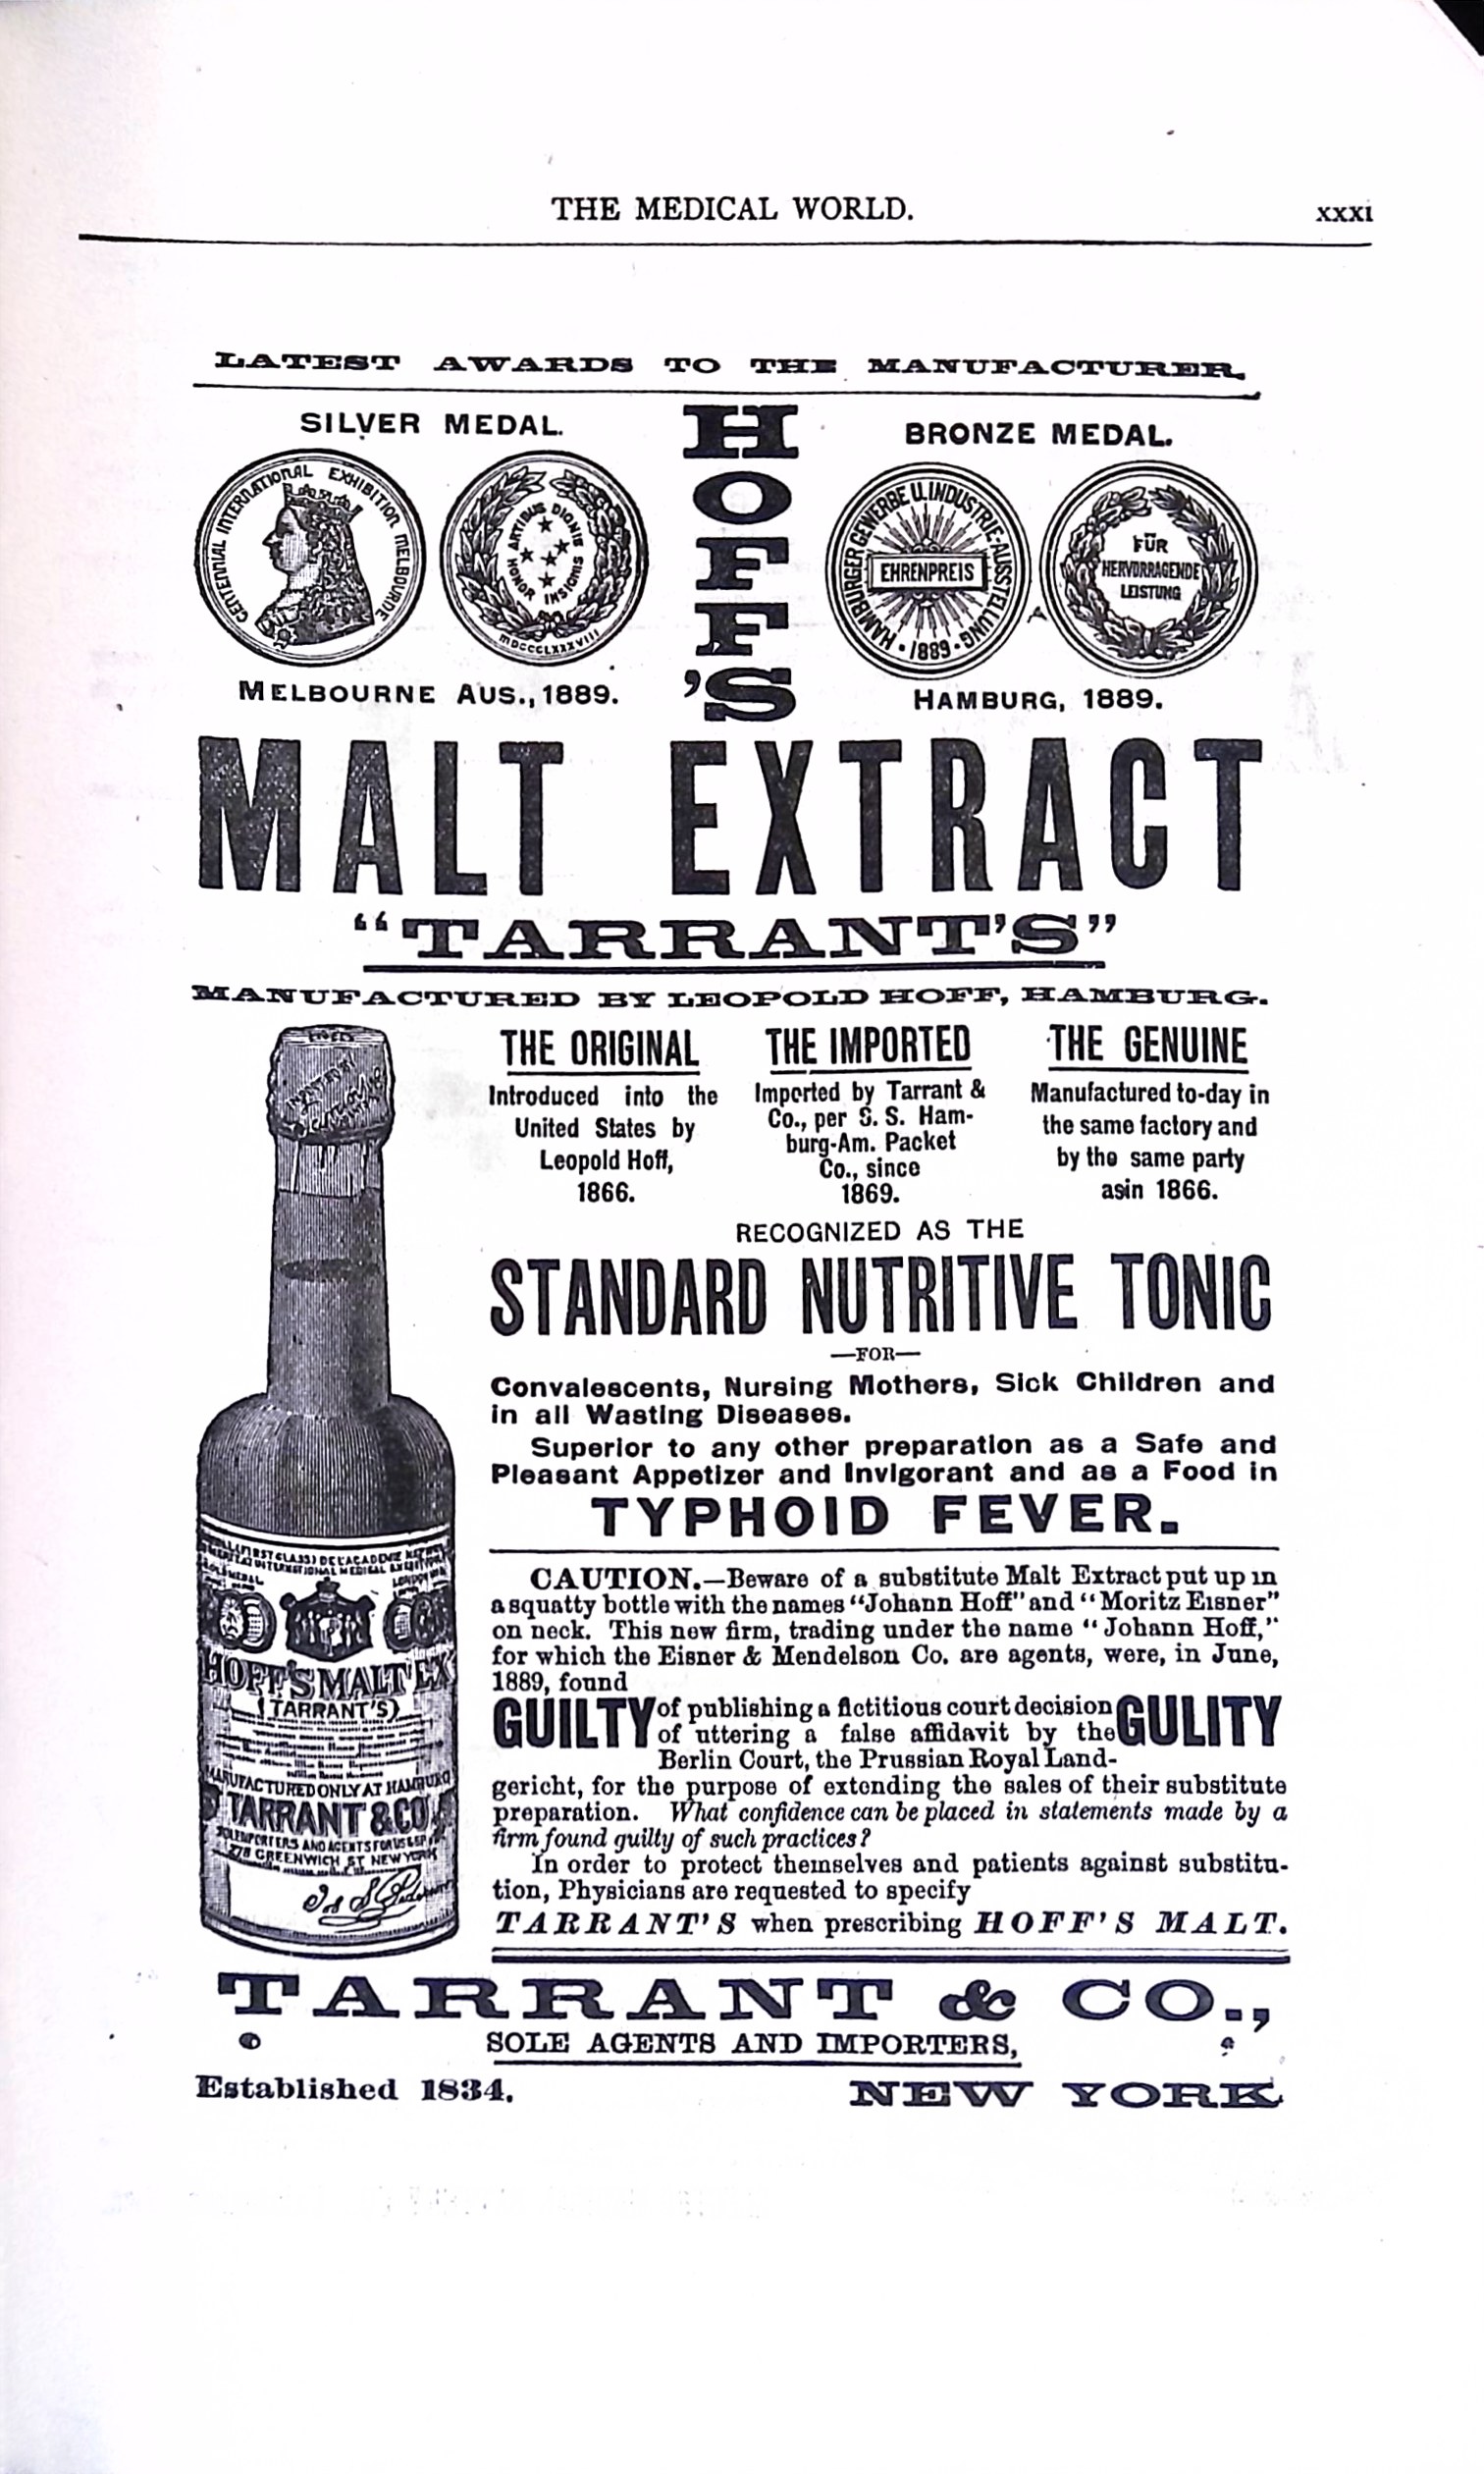 THE MEDICAL WORLD. xxxi
LATEST AWARDS TO THE MANUFACTURER.
SILVER MEDAL.
CENTENNIAL INTERNATIONAL EXHIBITION MELBOURNE
ARTIBUS DIGNIS HONOR INSIGNIS
MDCCCLXXXVIII
MELBOURNE AUS., 1889.
HOFF'S
BRONZE MEDAL.
HAMBURGER GEWERBE U. INDUSTRIE-AUSSTELLUNG
EHRENPREIS
• 1889 •
FÜR
HERVORRAGENDE
LEISTUNG
HAMBURG, 1889.
MALT EXTRACT
“TARRANT'S”
MANUFACTURED BY LEOPOLD HOFF, HAMBURG.
THE ORIGINAL
Introduced into the
United States by
Leopold Hoff,
1866.
THE IMPORTED
Imported by Tarrant &
Co., per S. S. Ham-
burg-Am. Packet
Co., since
1869.
THE GENUINE
Manufactured to-day in
the same factory and
by the same party
asin 1866.
RECOGNIZED AS THE
STANDARD NUTRITIVE TONIC
—FOR—
Convalescents, Nursing Mothers, Sick Children and
in all Wasting Diseases.
Superior to any other preparation as a Safe and
Pleasant Appetizer and Invigorant and as a Food in
TYPHOID FEVER.
CAUTION.—Beware of a substitute Malt Extract put up in
a squatty bottle with the names “Johann Hoff” and “Moritz Eisner”
on neck. This new firm, trading under the name “Johann Hoff,”
for which the Eisner & Mendelson Co. are agents, were, in June,
1889, found
GUILTY of publishing a fictitious court decision GULITY
of uttering a false affidavit by the
Berlin Court, the Prussian Royal Land-
gericht, for the purpose of extending the sales of their substitute
preparation. What confidence can be placed in statements made by a
firm found guilty of such practices?
In order to protect themselves and patients against substitu-
tion, Physicians are requested to specify
TARRANT'S when prescribing HOFF'S MALT.
HOFF'S MALT EX
(TARRANT'S)
MANUFACTURED ONLY AT HAMBURG
TARRANT & CO
278 GREENWICH ST NEW YORK
TARRANT & CO.,
SOLE AGENTS AND IMPORTERS,
Established 1834. NEW YORK